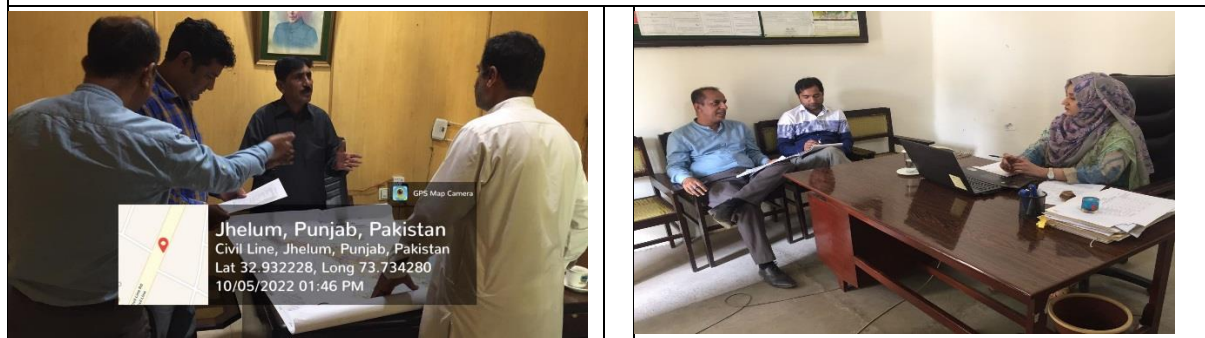 GPS Map Camera
Jhelum, Punjab, Pakistan
Civil Line, Jhelum, Punjab, Pakistan
Lat 32.932228, Long 73.734280
10/05/2022 01:46 PM